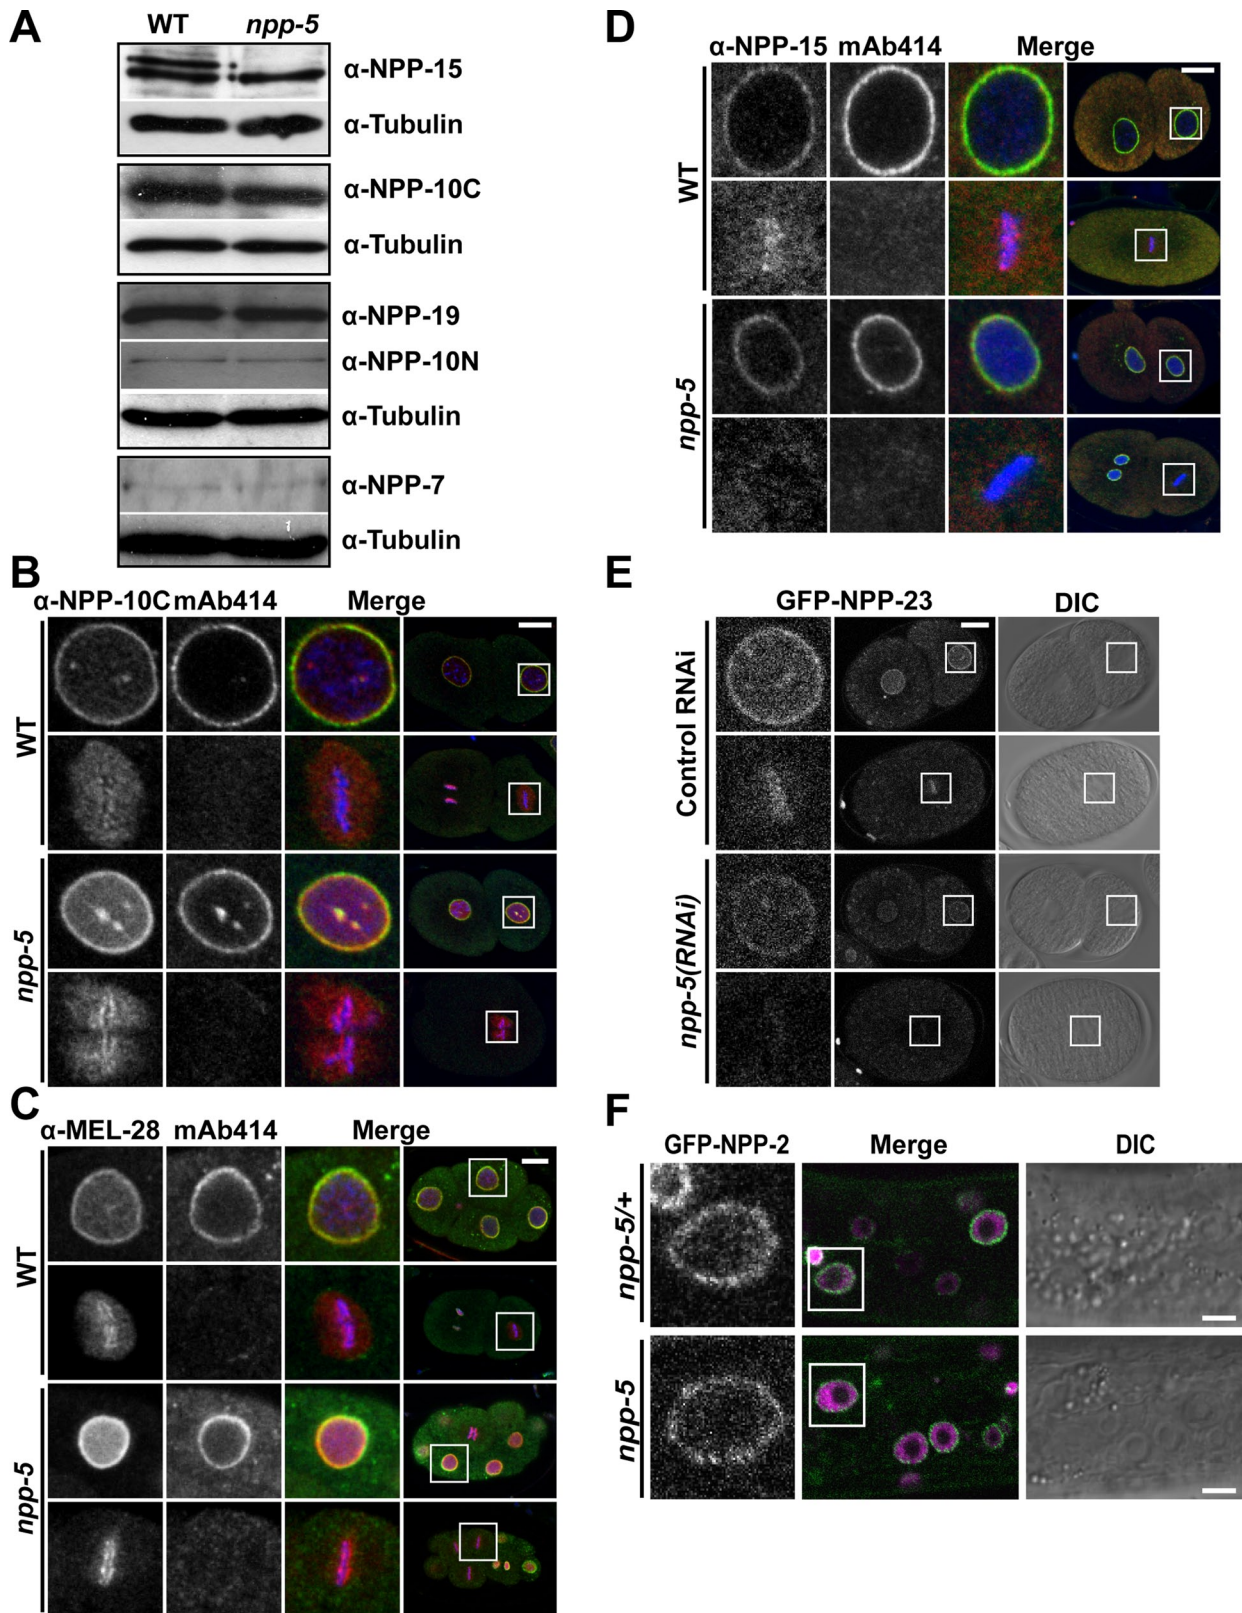 A
WT npp-5
α-NPP-15
α-Tubulin
α-NPP-10C
α-Tubulin
α-NPP-19
α-NPP-10N
α-Tubulin
α-NPP-7
α-Tubulin
B
α-NPP-10C mAb414 Merge
WT
npp-5
C
α-MEL-28 mAb414 Merge
WT
npp-5
D
α-NPP-15 mAb414 Merge
WT
npp-5
E
GFP-NPP-23 DIC
Control RNAi
npp-5(RNAi)
F
GFP-NPP-2 Merge DIC
npp-5/+
npp-5